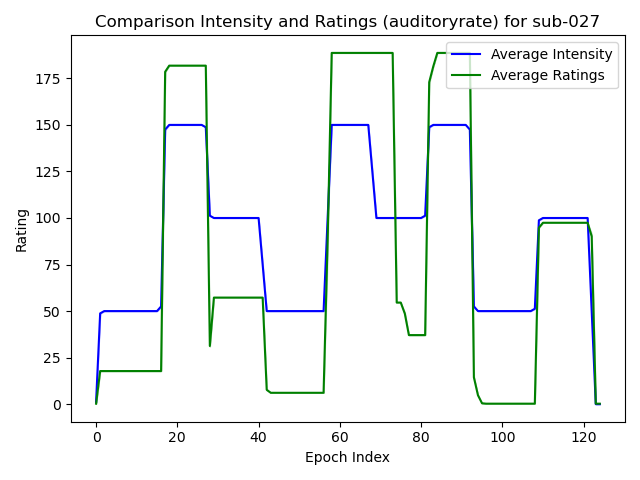 Comparison Intensity and Ratings (auditoryrate) for sub-027
Average Intensity
Average Ratings
Rating
175
150
125
100
75
50
25
0
0 20 40 60 80 100 120
Epoch Index